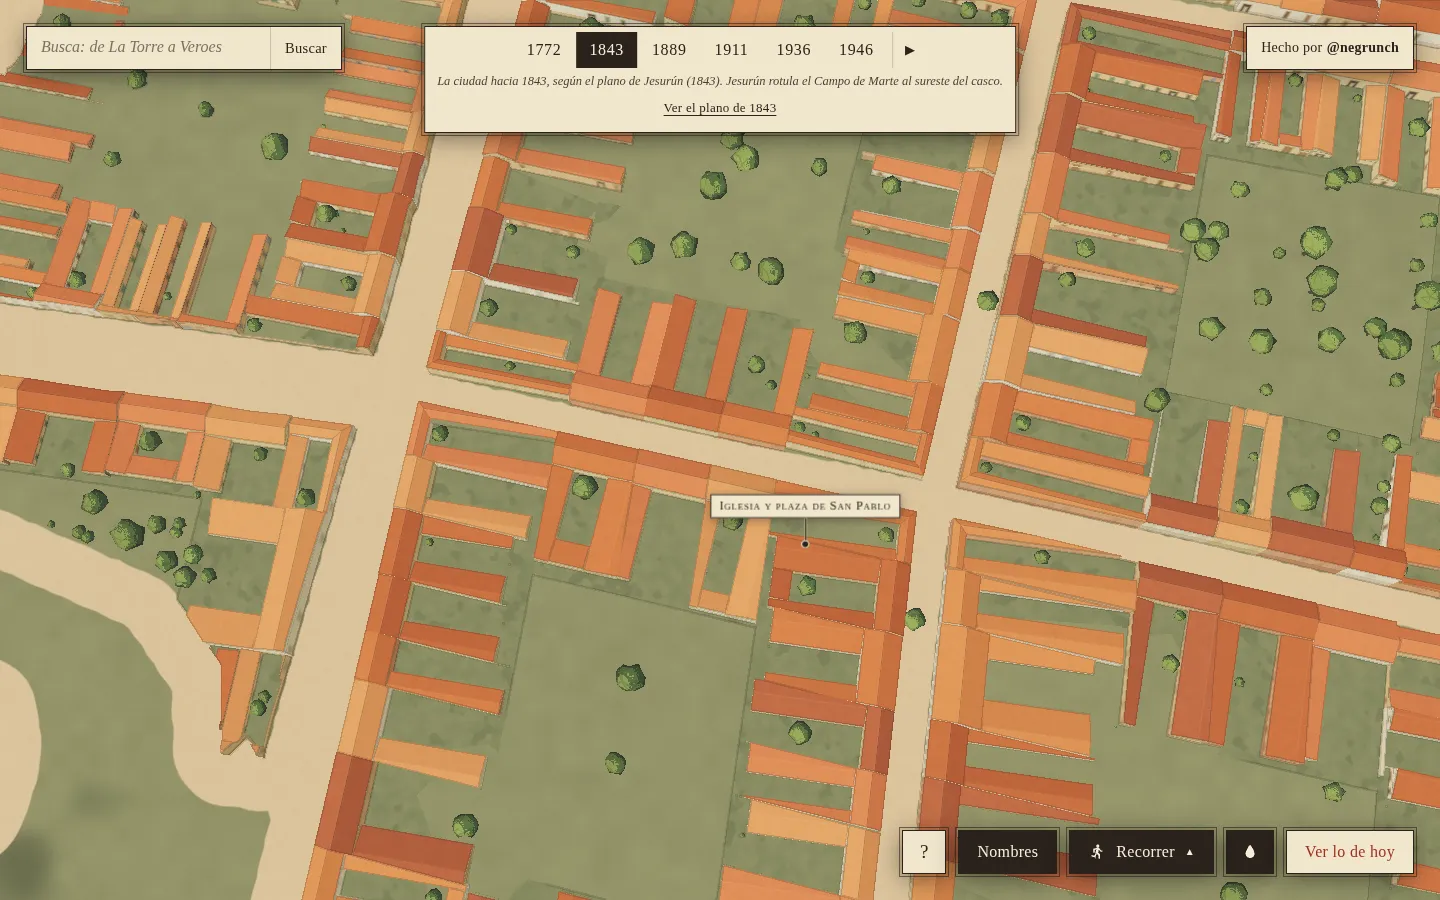 Busca: de La Torre a Veroes
Buscar
1772 1843 1889 1911 1936 1946
La ciudad hacia 1843, según el plano de Jesurún (1843). Jesurún rotula el Campo de Marte al sureste del casco.
Ver el plano de 1843
Hecho por @negrunch
Iglesia y plaza de San Pablo
?
Nombres
Recorrer
Ver lo de hoy